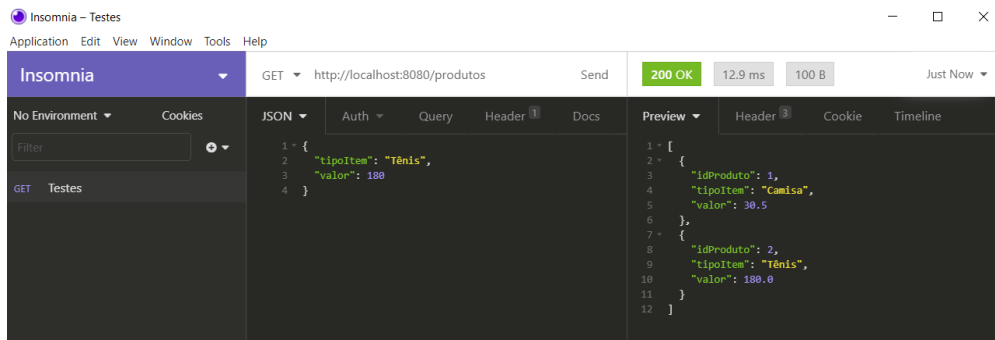 Insomnia – Testes
Application Edit View Window Tools Help
Insomnia
GET http://localhost:8080/produtos Send
200 OK 12.9 ms 100 B Just Now
No Environment Cookies
JSON Auth Query Header 1 Docs
Preview Header 3 Cookie Timeline
Filter
GET Testes
1 {
2 "tipoItem": "Tênis",
3 "valor": 180
4 }
1 [
2 {
3 "idProduto": 1,
4 "tipoItem": "Camisa",
5 "valor": 30.5
6 },
7 {
8 "idProduto": 2,
9 "tipoItem": "Tênis",
10 "valor": 180.0
11 }
12 ]